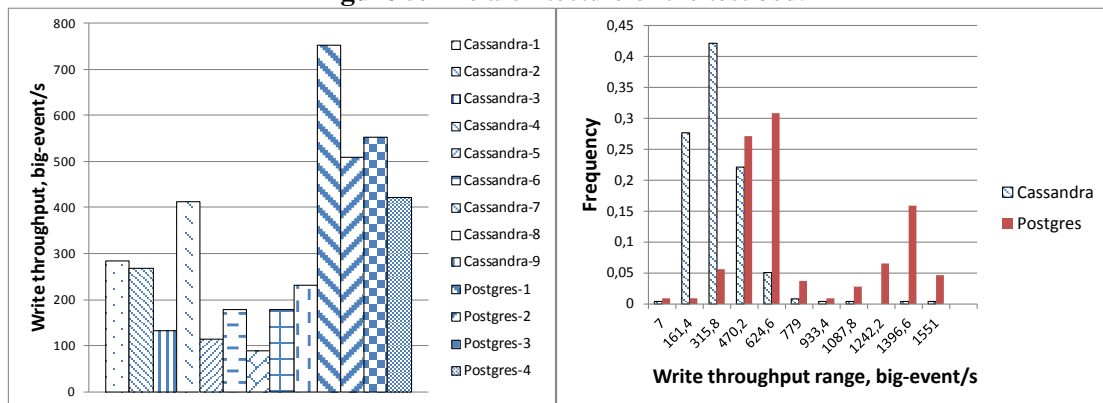 800
700
600
500
400
300
200
100
0
Write throughput, big-event/s
Cassandra-1
Cassandra-2
Cassandra-3
Cassandra-4
Cassandra-5
Cassandra-6
Cassandra-7
Cassandra-8
Cassandra-9
Postgres-1
Postgres-2
Postgres-3
Postgres-4
0,45
0,4
0,35
0,3
0,25
0,2
0,15
0,1
0,05
0
Frequency
7
161,4
315,8
470,2
624,6
779
933,4
1087,8
1242,2
1396,6
1551
Write throughput range, big-event/s
Cassandra
Postgres